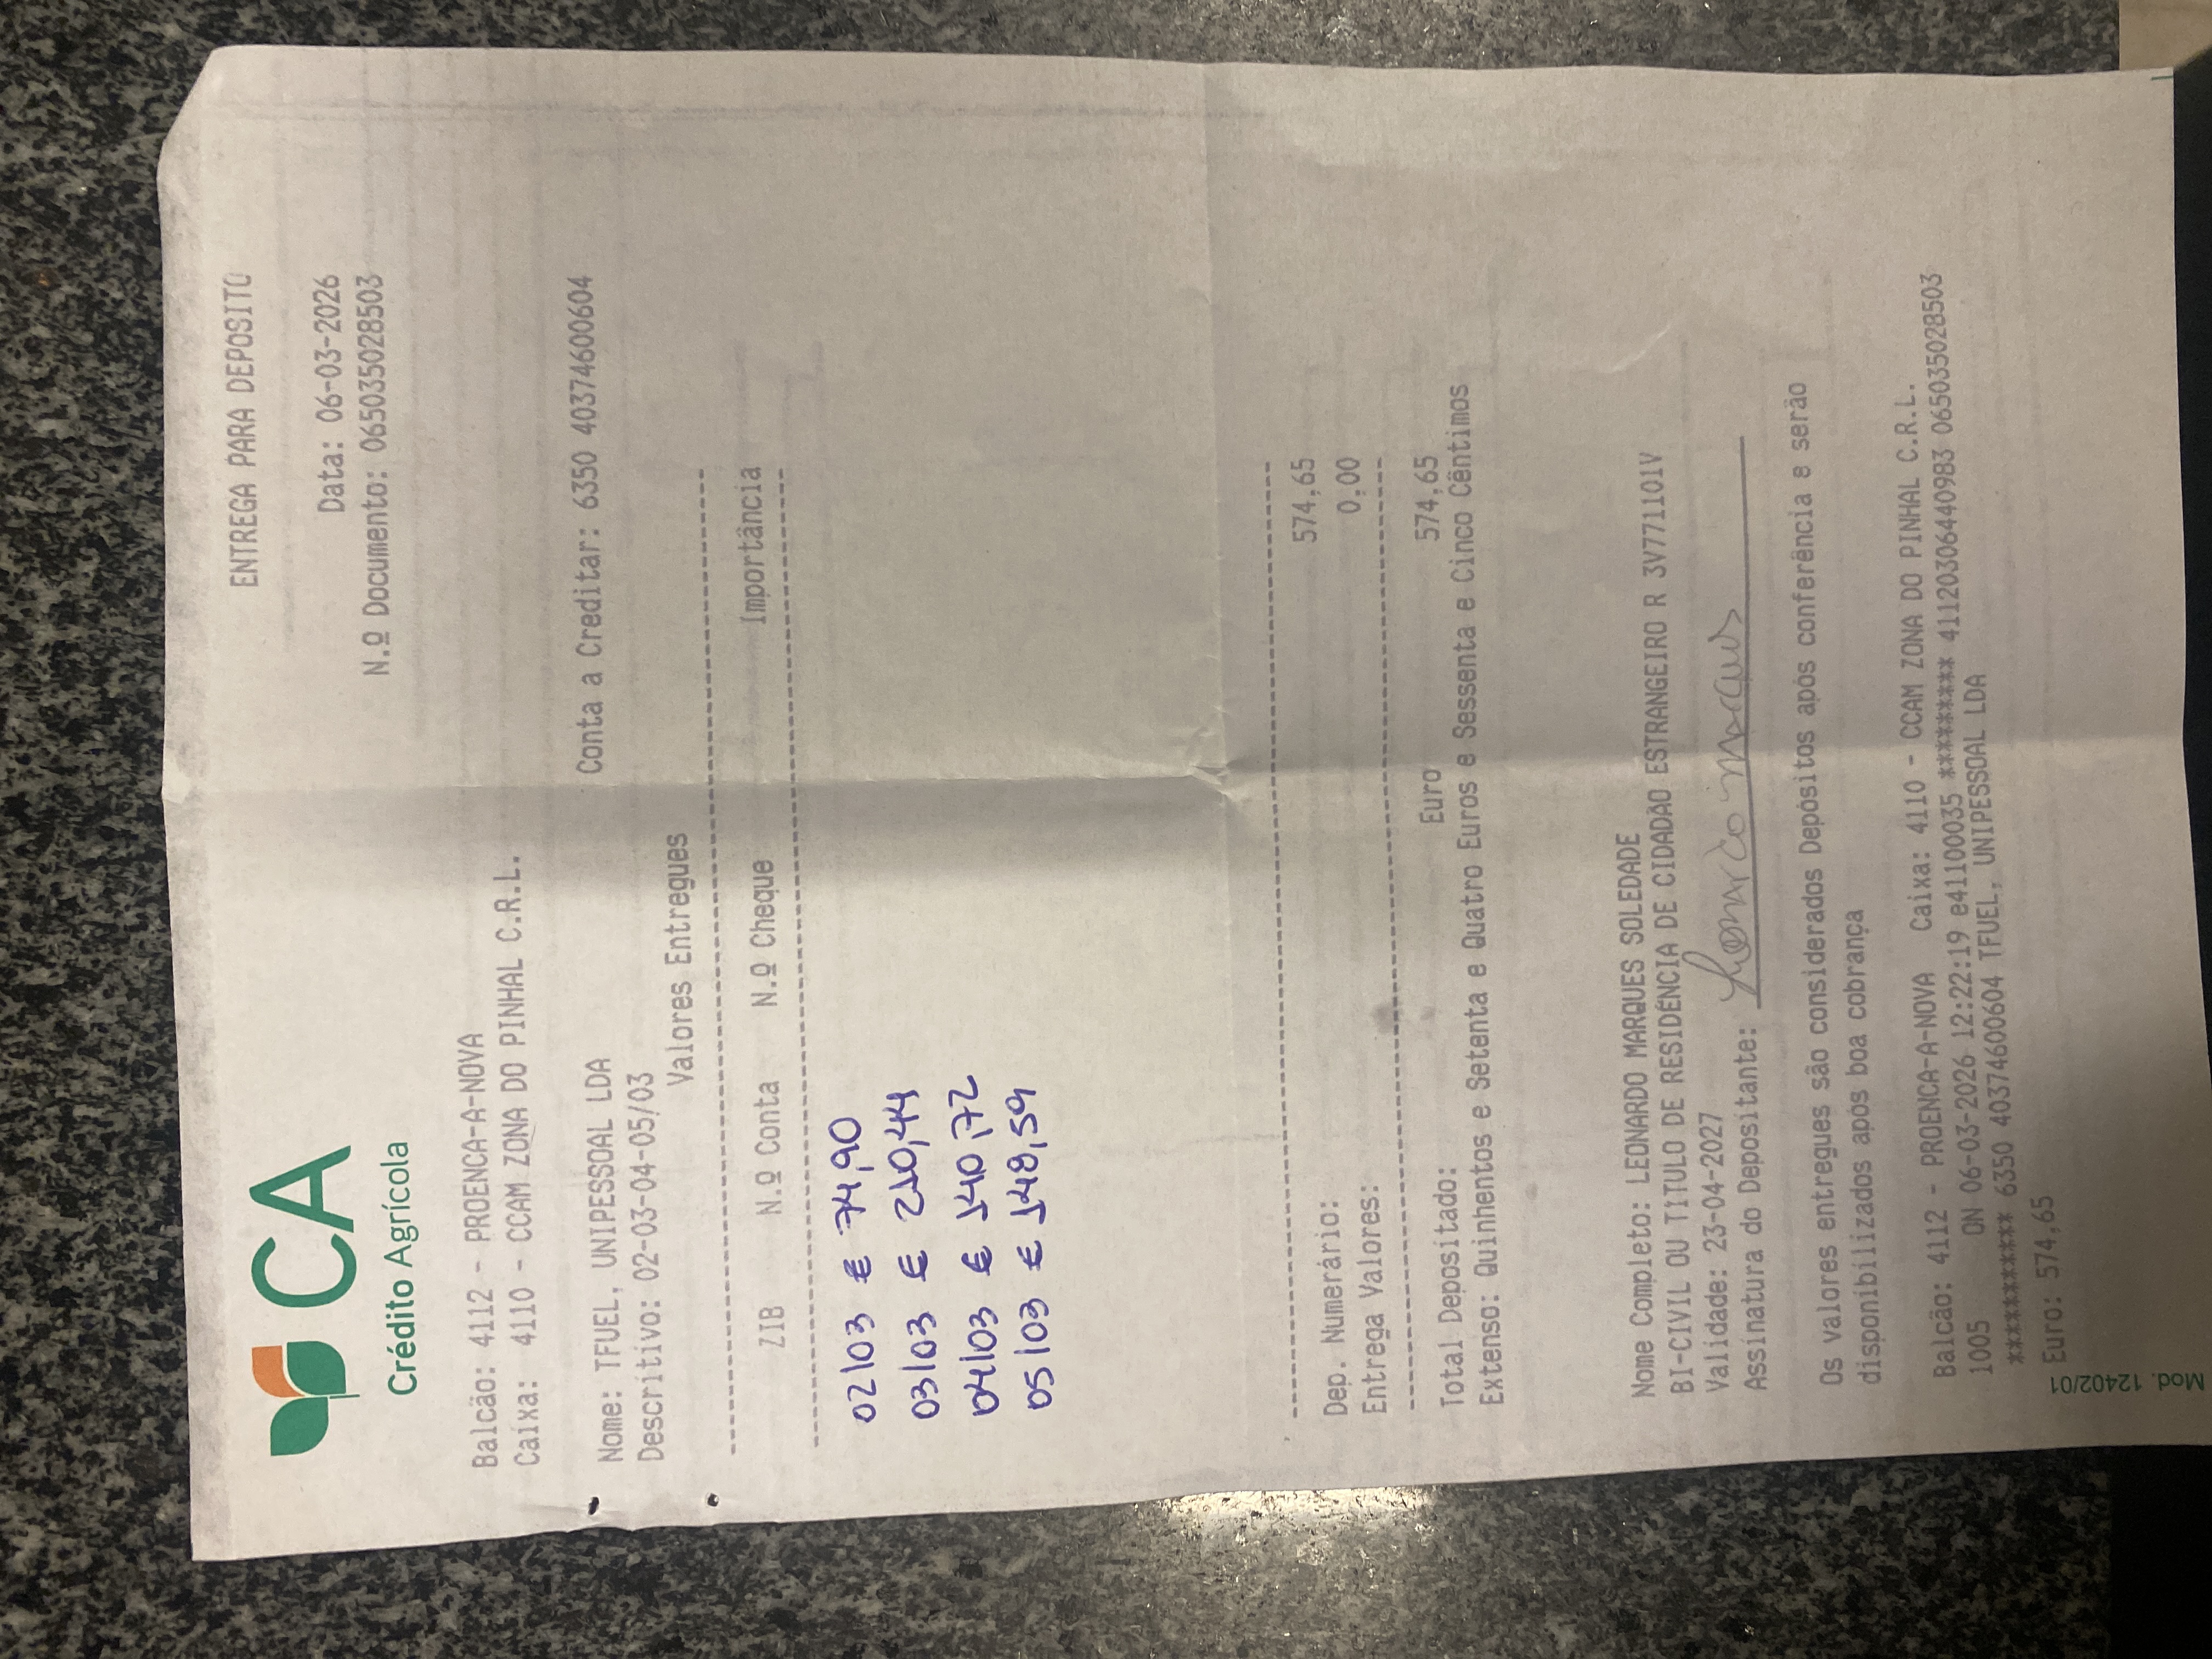 CA
Crédito Agrícola
ENTREGA PARA DEPOSITO
Data: 06-03-2026
N.º Documento: 065035028503
Balcão: 4112 - PROENCA-A-NOVA
Caixa: 4110 - CCAM ZONA DO PINHAL C.R.L.
Conta a Creditar: 6350 40374600604
Nome: TFUEL, UNIPESSOAL LDA
Descritivo: 02-03-04-05/03
Valores Entregues
ZIB N.º Conta N.º Cheque Importância
02/03 € 74,90
03/03 € 210,44
04/03 € 140,72
05/03 € 148,59
Dep. Numerário: 574,65
Entrega Valores: 0,00
Total Depositado: Euro 574,65
Extenso: Quinhentos e Setenta e Quatro Euros e Sessenta e Cinco Cêntimos
Nome Completo: LEONARDO MARQUES SOLEDADE
BI-CIVIL OU TITULO DE RESIDÊNCIA DE CIDADÃO ESTRANGEIRO R 3V771101V
Validade: 23-04-2027
Assinatura do Depositante: Leonardo Marques
Os valores entregues são considerados Depósitos após conferência e serão
disponibilizados após boa cobrança
Balcão: 4112 - PROENCA-A-NOVA Caixa: 4110 - CCAM ZONA DO PINHAL C.R.L.
1005 ON 06-03-2026 12:22:19 e41100035 ********** 4112030644098​3 065035028503
********** 6350 40374600604 TFUEL, UNIPESSOAL LDA
Euro: 574,65
Mod. 12402/01